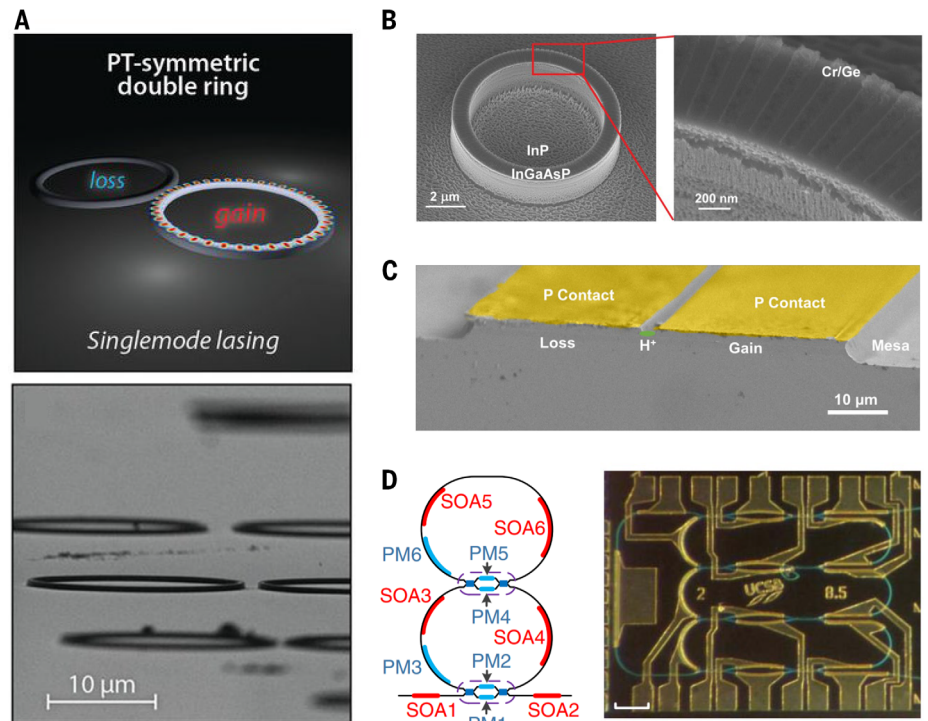 A
PT-symmetric
double ring
loss
gain
Singlemode lasing
10 μm
B
InP
InGaAsP
2 μm
Cr/Ge
200 nm
C
P Contact
P Contact
Loss
H⁺
Gain
Mesa
10 μm
D
SOA5
SOA6
PM6
PM5
SOA3
PM4
SOA4
PM3
PM2
SOA1
PM1
SOA2
2
UCSB
8.5